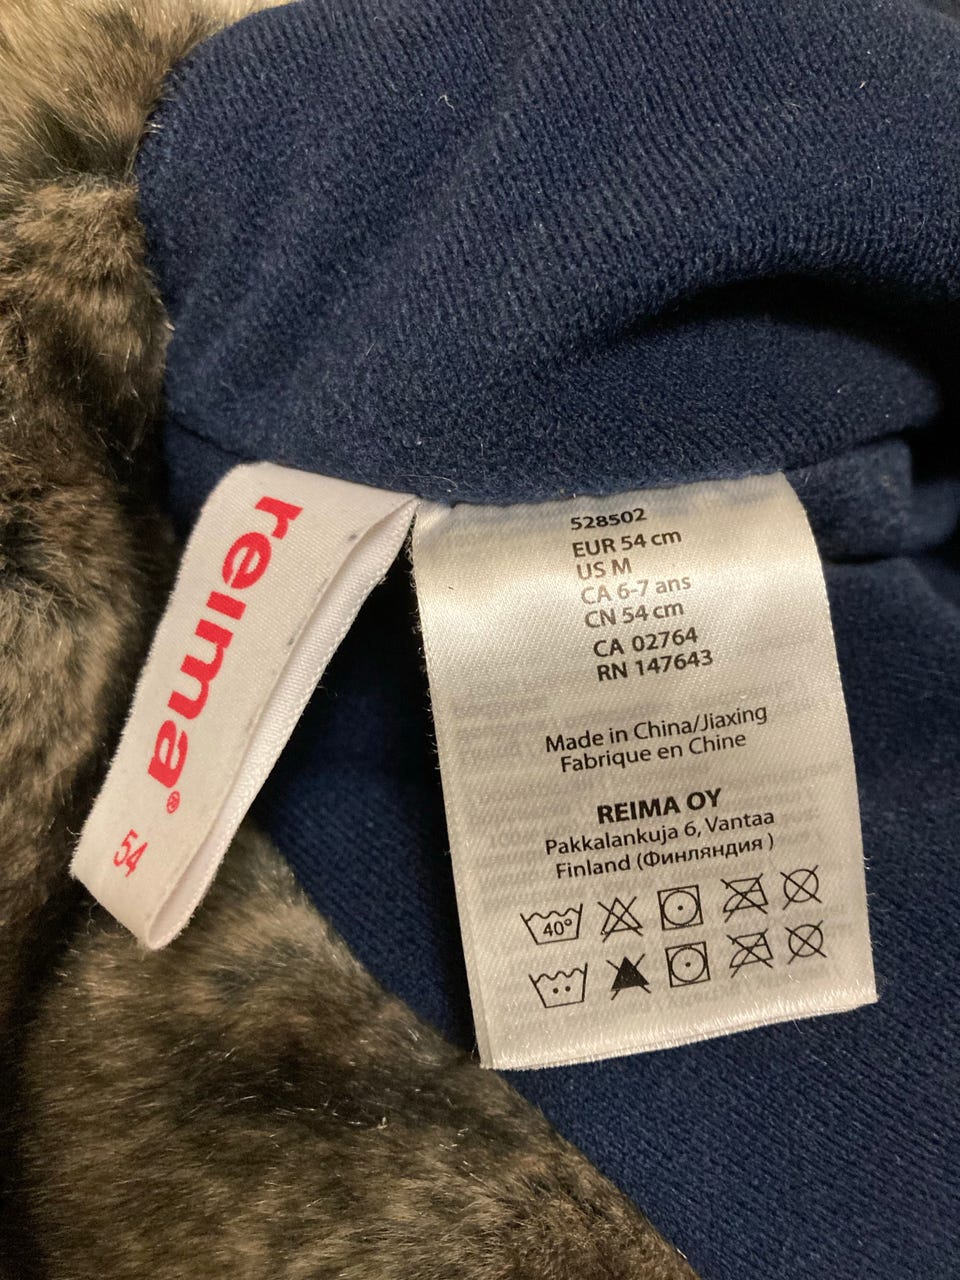 reima®
54
528502
EUR 54 cm
US M
CA 6-7 ans
CN 54 cm
CA 02764
RN 147643
Made in China/Jiaxing
Fabrique en Chine
REIMA OY
Pakkalankuja 6, Vantaa
Finland (Финляндия )
40°